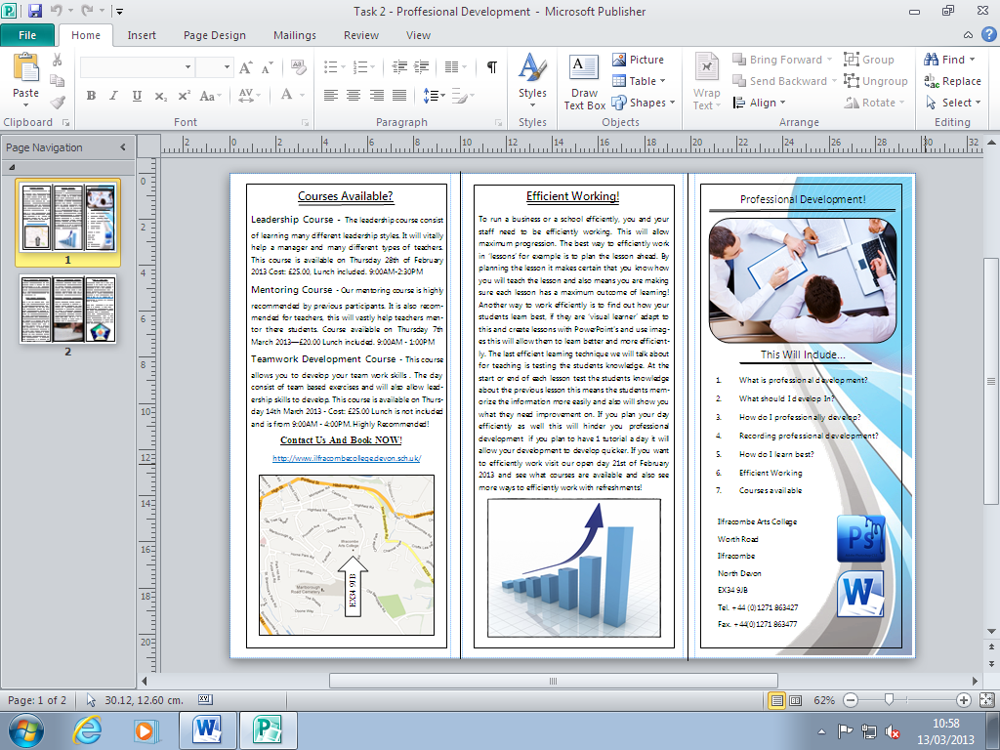 Task 2 - Proffesional Development - Microsoft Publisher
File Home Insert Page Design Mailings Review View
Paste
Clipboard
Font
Paragraph
Styles
Styles
Draw Text Box
Picture
Table
Shapes
Objects
Wrap Text
Bring Forward
Send Backward
Align
Group
Ungroup
Rotate
Arrange
Find
Replace
Select
Editing
Page Navigation
1
2
Courses Available?
Leadership Course - The leadership course consist
of learning many different leadership styles. It will vitally
help a manager and many different types of teachers.
This course is available on Thursday 28th of February
2013 Cost: £25.00, Lunch included. 9:00AM-2:30PM
Mentoring Course - Our mentoring course is highly
recommended by previous participants. It is also recom-
mended for teachers, this will vastly help teachers men-
tor there students. Course available on Thursday 7th
March 2013—£20.00 Lunch included. 9:00AM - 1:00PM
Teamwork Development Course - This course
allows you to develop your team work skills . The day
consist of team based exercises and will also allow lead-
ership skills to develop. This course is available on Thurs-
day 14th March 2013 - Cost: £25.00 Lunch is not included
and is from 9:00AM - 4:00PM. Highly Recommended!
Contact Us And Book NOW!
http://www.ilfracombecollege.devon.sch.uk/
EX34 9JB
Efficient Working!
To run a business or a school efficiently, you and your
staff need to be efficiently working. This will allow
maximum progression. The best way to efficiently work
in 'lessons' for example is to plan the lesson ahead. By
planning the lesson it makes certain that you know how
you will teach the lesson and also means you are making
sure each lesson has a maximum outcome of learning!
Another way to work efficiently is to find out how your
students learn best, if they are 'visual learner' adapt to
this and create lessons with PowerPoint's and use imag-
es this will allow them to learn better and more efficient-
ly. The last efficient learning technique we will talk about
for teaching is testing the students knowledge. At the
start or end of each lesson test the students knowledge
about the previous lesson this means the students mem-
orize the information more easily and also will show you
what they need improvement on. If you plan your day
efficiently as well this will hinder you professional
development if you plan to have 1 tutorial a day it will
allow your development to develop quicker. If you want
to efficiently work visit our open day 21st of February
2013 and see what courses are available and also see
more ways to efficiently work with refreshments!
Professional Development!
This Will Include...
1. What is professional development?
2. What should I develop In?
3. How do I professionally develop?
4. Recording professional development?
5. How do I learn best?
6. Efficient Working
7. Courses available
Ilfracombe Arts College
Worth Road
Ilfracombe
North Devon
EX34 9JB
Tel. +44 (0)1271 863427
Fax. +44(0)1271 863477
Ps
W
Page: 1 of 2
30.12, 12.60 cm.
62%
10:58
13/03/2013